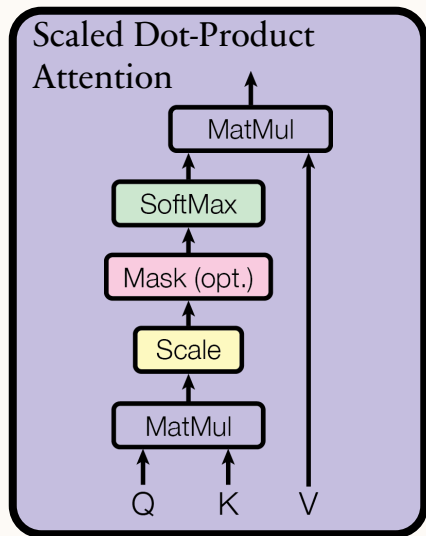 Scaled Dot-Product
Attention
MatMul
SoftMax
Mask (opt.)
Scale
MatMul
Q K V